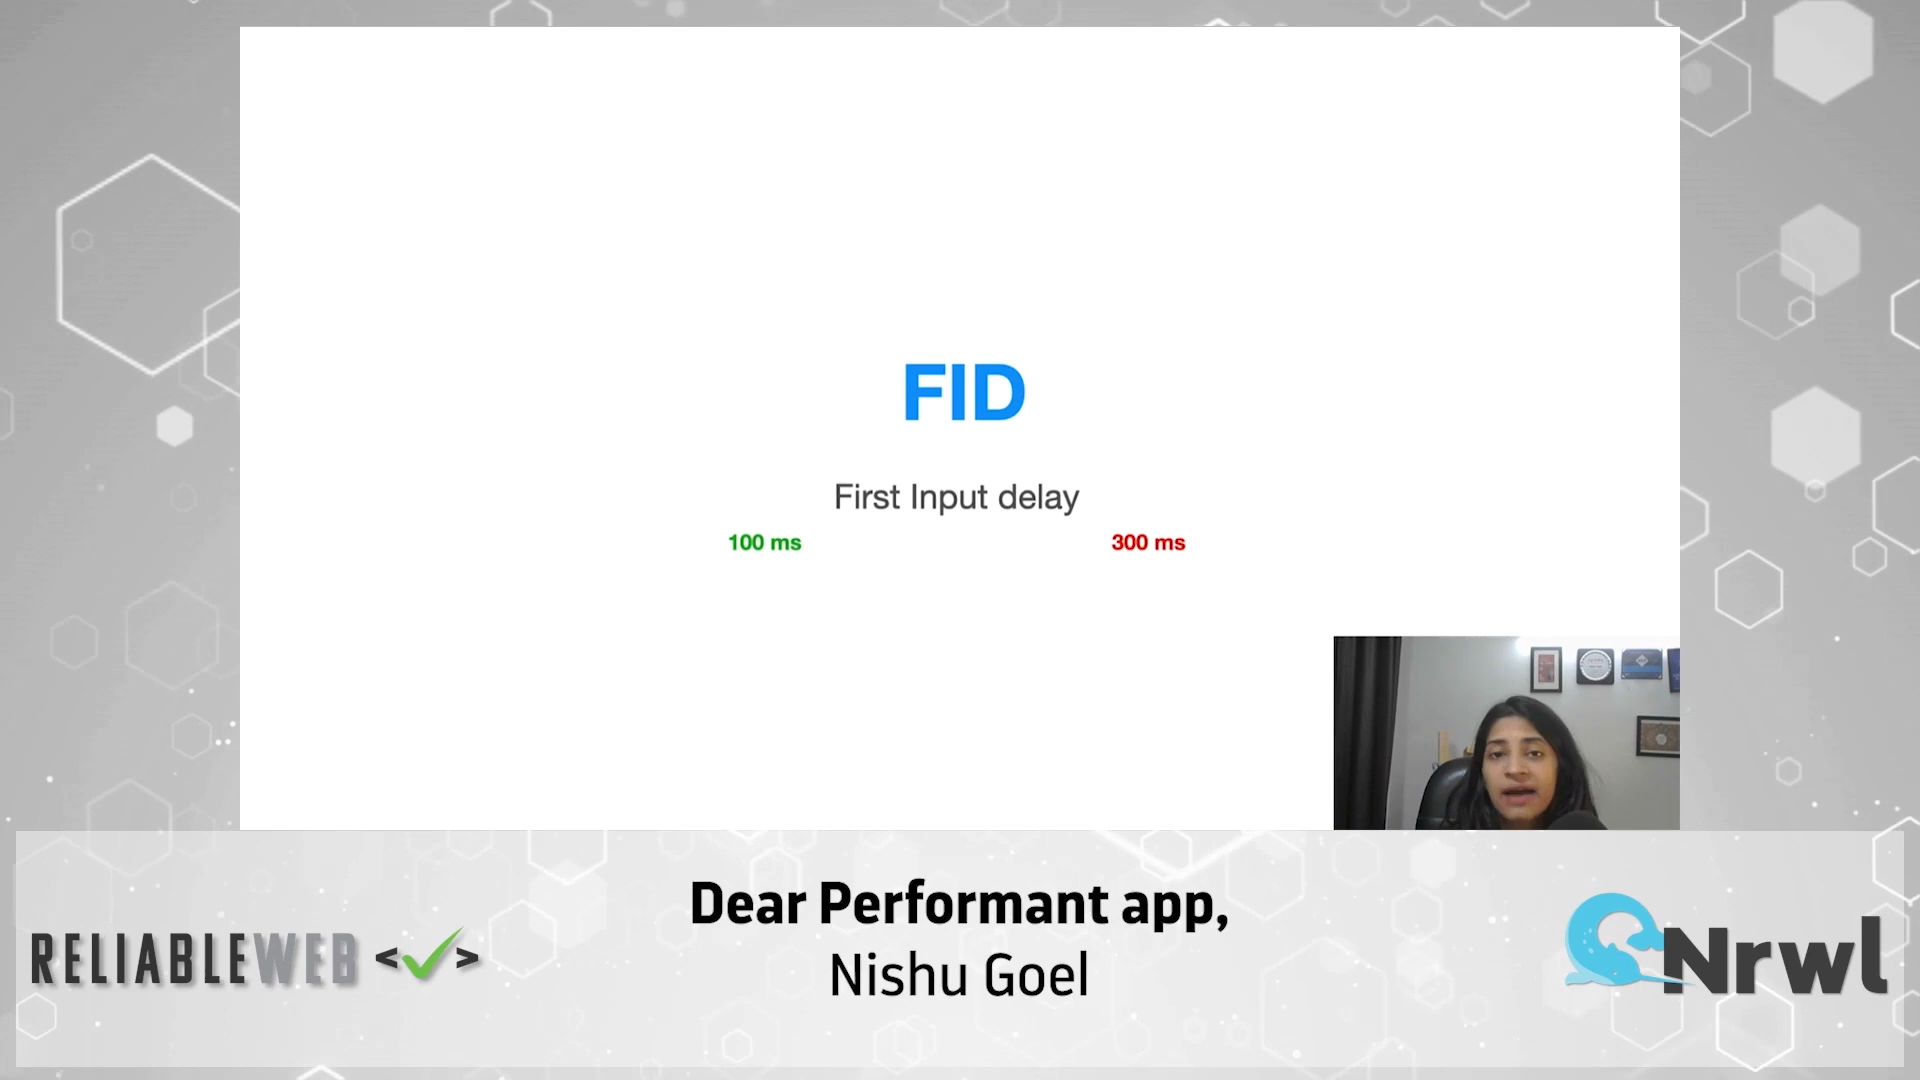 FID
First Input delay
100 ms 300 ms
Dear Performant app,
Nishu Goel
RELIABLEWEB <✓>
Nrwl